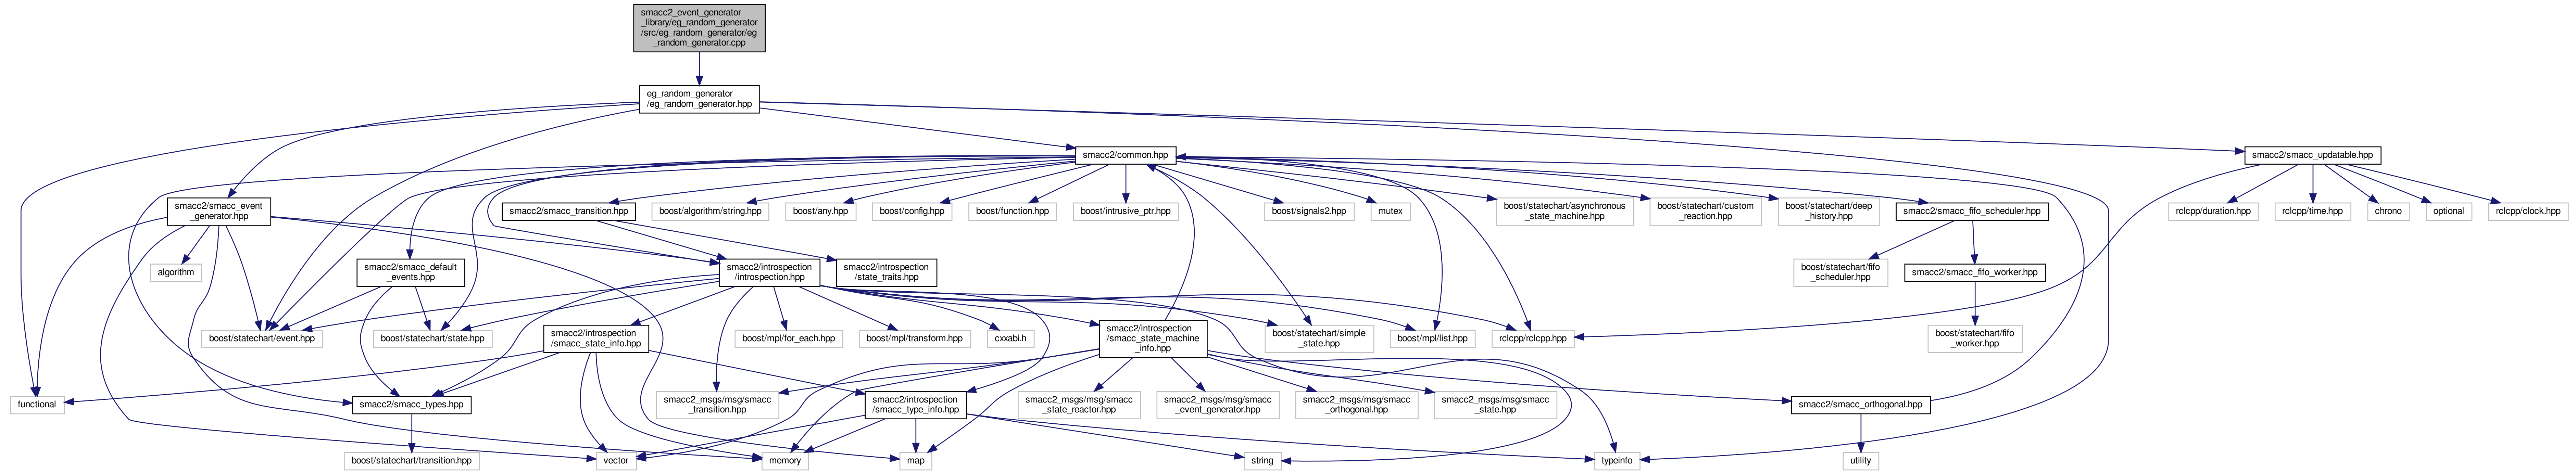 smacc2_event_generator
_library/eg_random_generator
/src/eg_random_generator/eg
_random_generator.cpp
eg_random_generator
/eg_random_generator.hpp
smacc2/common.hpp
smacc2/smacc_updatable.hpp
smacc2/smacc_event
_generator.hpp
smacc2/smacc_transition.hpp
boost/algorithm/string.hpp
boost/any.hpp
boost/config.hpp
boost/function.hpp
boost/intrusive_ptr.hpp
boost/signals2.hpp
mutex
boost/statechart/asynchronous
_state_machine.hpp
boost/statechart/custom
_reaction.hpp
boost/statechart/deep
_history.hpp
smacc2/smacc_fifo_scheduler.hpp
rclcpp/duration.hpp
rclcpp/time.hpp
chrono
optional
rclcpp/clock.hpp
algorithm
smacc2/smacc_default
_events.hpp
smacc2/introspection
/introspection.hpp
smacc2/introspection
/state_traits.hpp
boost/statechart/fifo
_scheduler.hpp
smacc2/smacc_fifo_worker.hpp
boost/statechart/event.hpp
boost/statechart/state.hpp
smacc2/introspection
/smacc_state_info.hpp
boost/mpl/for_each.hpp
boost/mpl/transform.hpp
cxxabi.h
smacc2/introspection
/smacc_state_machine
_info.hpp
boost/statechart/simple
_state.hpp
boost/mpl/list.hpp
rclcpp/rclcpp.hpp
boost/statechart/fifo
_worker.hpp
functional
smacc2/smacc_types.hpp
smacc2_msgs/msg/smacc
_transition.hpp
smacc2/introspection
/smacc_type_info.hpp
smacc2_msgs/msg/smacc
_state_reactor.hpp
smacc2_msgs/msg/smacc
_event_generator.hpp
smacc2_msgs/msg/smacc
_orthogonal.hpp
smacc2_msgs/msg/smacc
_state.hpp
smacc2/smacc_orthogonal.hpp
boost/statechart/transition.hpp
vector
memory
map
string
typeinfo
utility